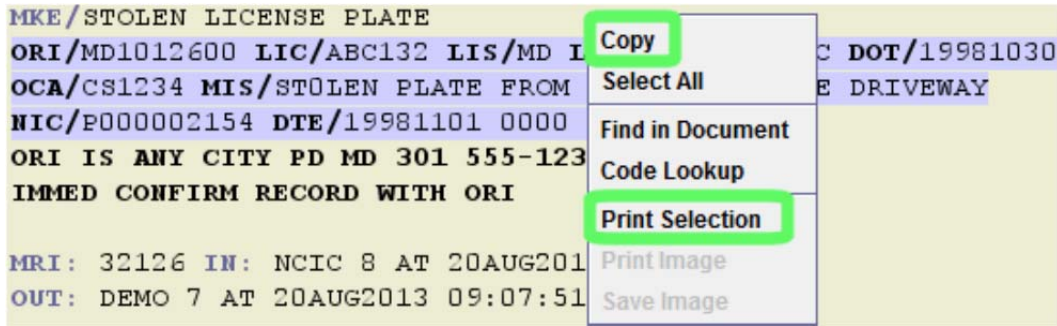 MKE/STOLEN LICENSE PLATE
ORI/MD1012600 LIC/ABC132 LIS/MD L C DOT/19981030
OCA/CS1234 MIS/STOLEN PLATE FROM E DRIVEWAY
NIC/P000002154 DTE/19981101 0000
ORI IS ANY CITY PD MD 301 555-123
IMMED CONFIRM RECORD WITH ORI
MRI: 32126 IN: NCIC 8 AT 20AUG201
OUT: DEMO 7 AT 20AUG2013 09:07:51
Copy
Select All
Find in Document
Code Lookup
Print Selection
Print Image
Save Image